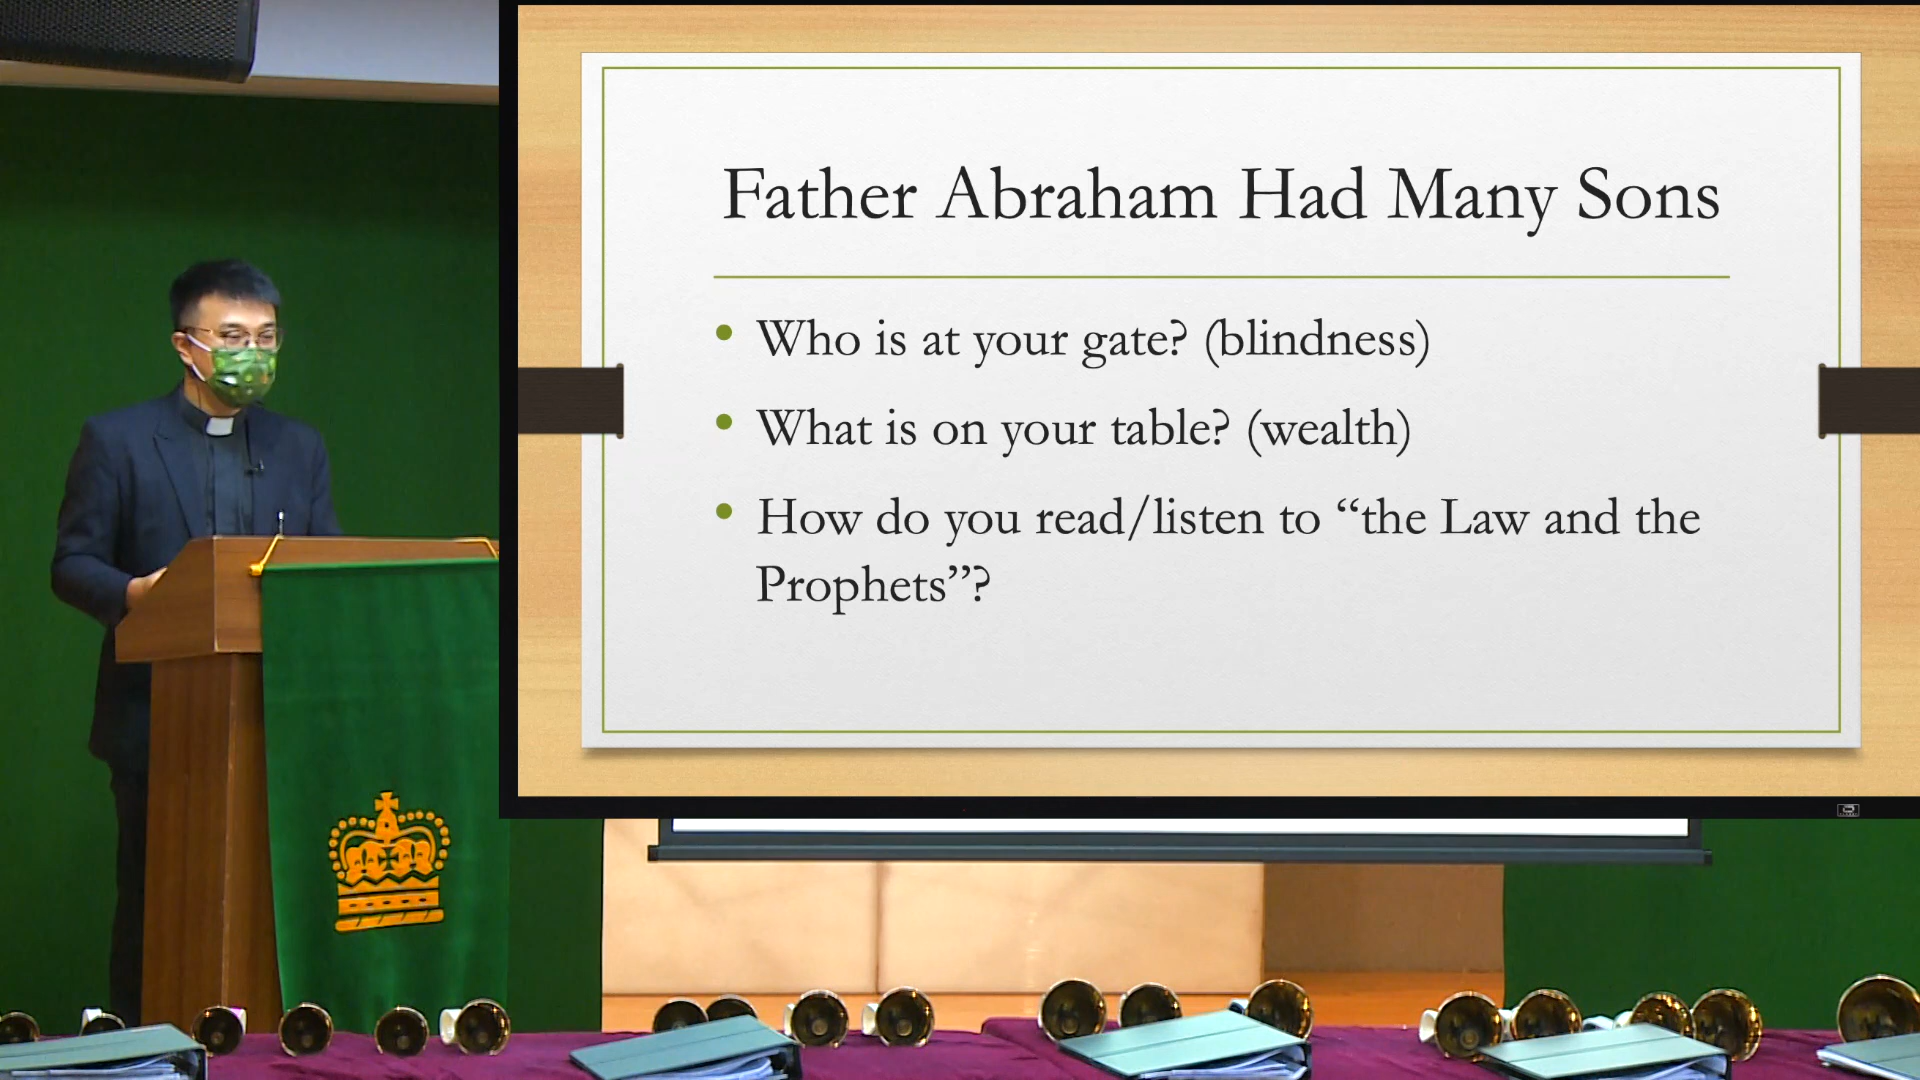 Father Abraham Had Many Sons
• Who is at your gate? (blindness)
• What is on your table? (wealth)
• How do you read/listen to “the Law and the
Prophets”?